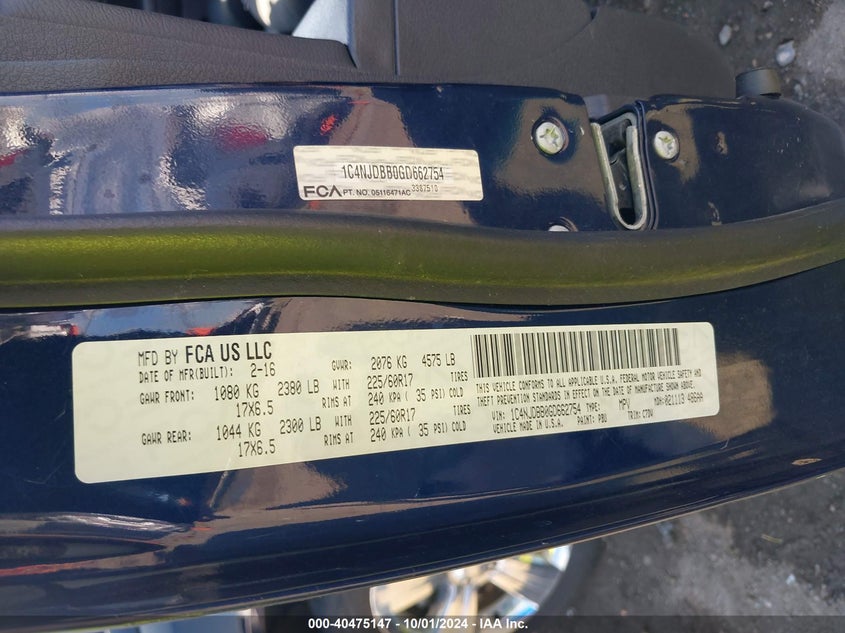 1C4NJDBB0GD662754
FCA PT. NO. 05116471AC 3387510
MFD BY FCA US LLC
DATE OF MFR(BUILT): 2-16 GVWR: 2076 KG 4575 LB
GAWR FRONT: 1080 KG 2380 LB WITH 225/60R17 TIRES
17X6.5 RIMS AT 240 KPA ( 35 PSI) COLD
GAWR REAR: 1044 KG 2300 LB WITH 225/60R17 TIRES
17X6.5 RIMS AT 240 KPA ( 35 PSI) COLD
THIS VEHICLE CONFORMS TO ALL APPLICABLE U.S.A. FEDERAL MOTOR VEHICLE SAFETY AND
THEFT PREVENTION STANDARDS IN EFFECT ON THE DATE OF MANUFACTURE SHOWN ABOVE.
VIN: 1C4NJDBB0GD662754 TYPE: MPV MDH:021113 486AA
VEHICLE MADE IN U.S.A. PAINT: PBU TRIM: CTDV
000-40475147 - 10/01/2024 - IAA Inc.